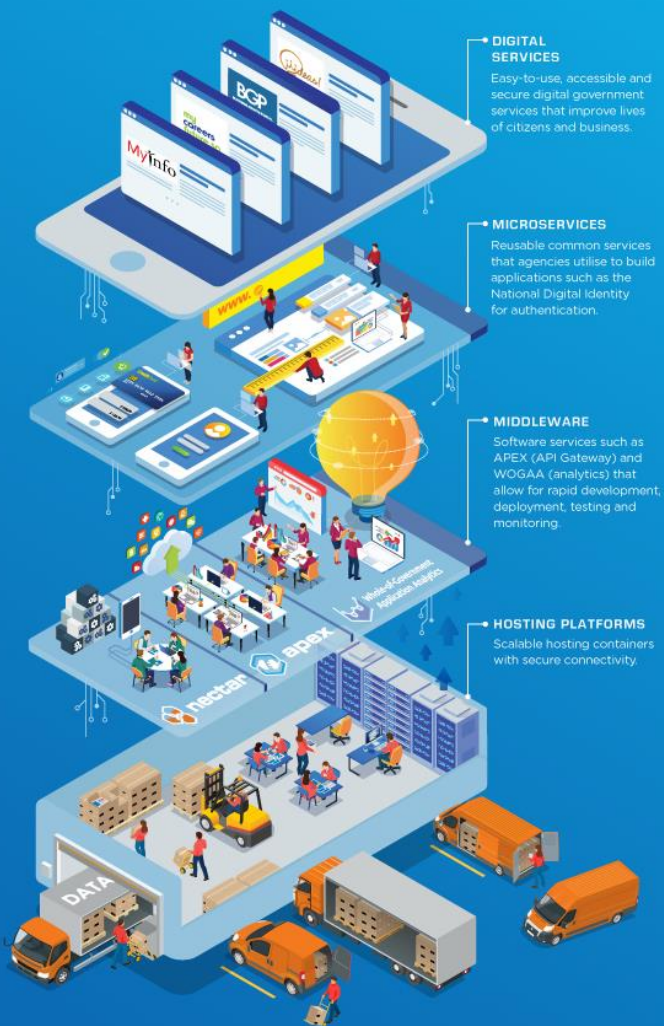 DIGITAL
SERVICES
Easy-to-use, accessible and
secure digital government
services that improve lives
of citizens and business.
ideas!
BGP
my
careers
future
MyInfo
MICROSERVICES
Reusable common services
that agencies utilise to build
applications such as the
National Digital Identity
for authentication.
www.
MIDDLEWARE
Software services such as
APEX (API Gateway) and
WOGAA (analytics) that
allow for rapid development,
deployment, testing and
monitoring.
Whole-of-Government
Application Analytics
apex
nectar
HOSTING PLATFORMS
Scalable hosting containers
with secure connectivity.
DATA